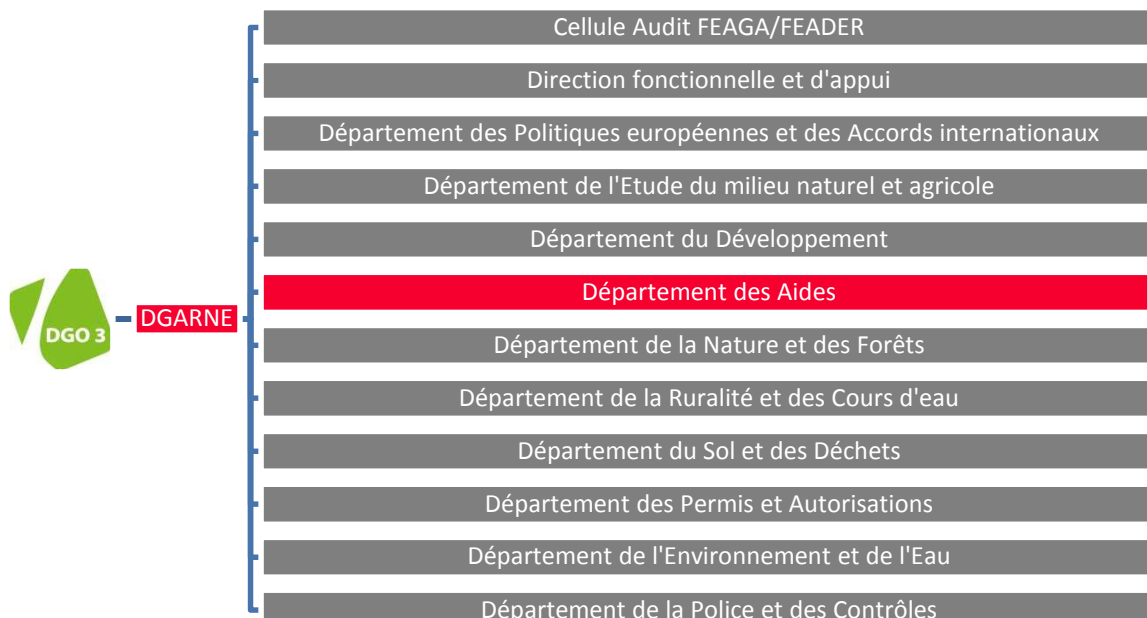 Cellule Audit FEAGA/FEADER
Direction fonctionnelle et d'appui
Département des Politiques européennes et des Accords internationaux
Département de l'Etude du milieu naturel et agricole
Département du Développement
Département des Aides
DGO 3
DGARNE
Département de la Nature et des Forêts
Département de la Ruralité et des Cours d'eau
Département du Sol et des Déchets
Département des Permis et Autorisations
Département de l'Environnement et de l'Eau
Département de la Police et des Contrôles